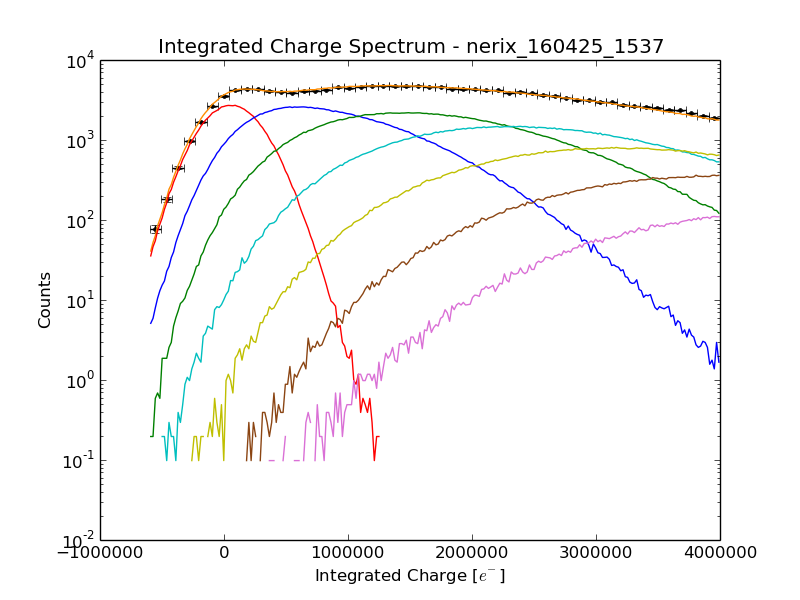 Integrated Charge Spectrum - nerix_160425_1537
10^4
10^3
10^2
10^1
10^0
10^-1
10^-2
Counts
−1000000 0 1000000 2000000 3000000 4000000
Integrated Charge [e^-]